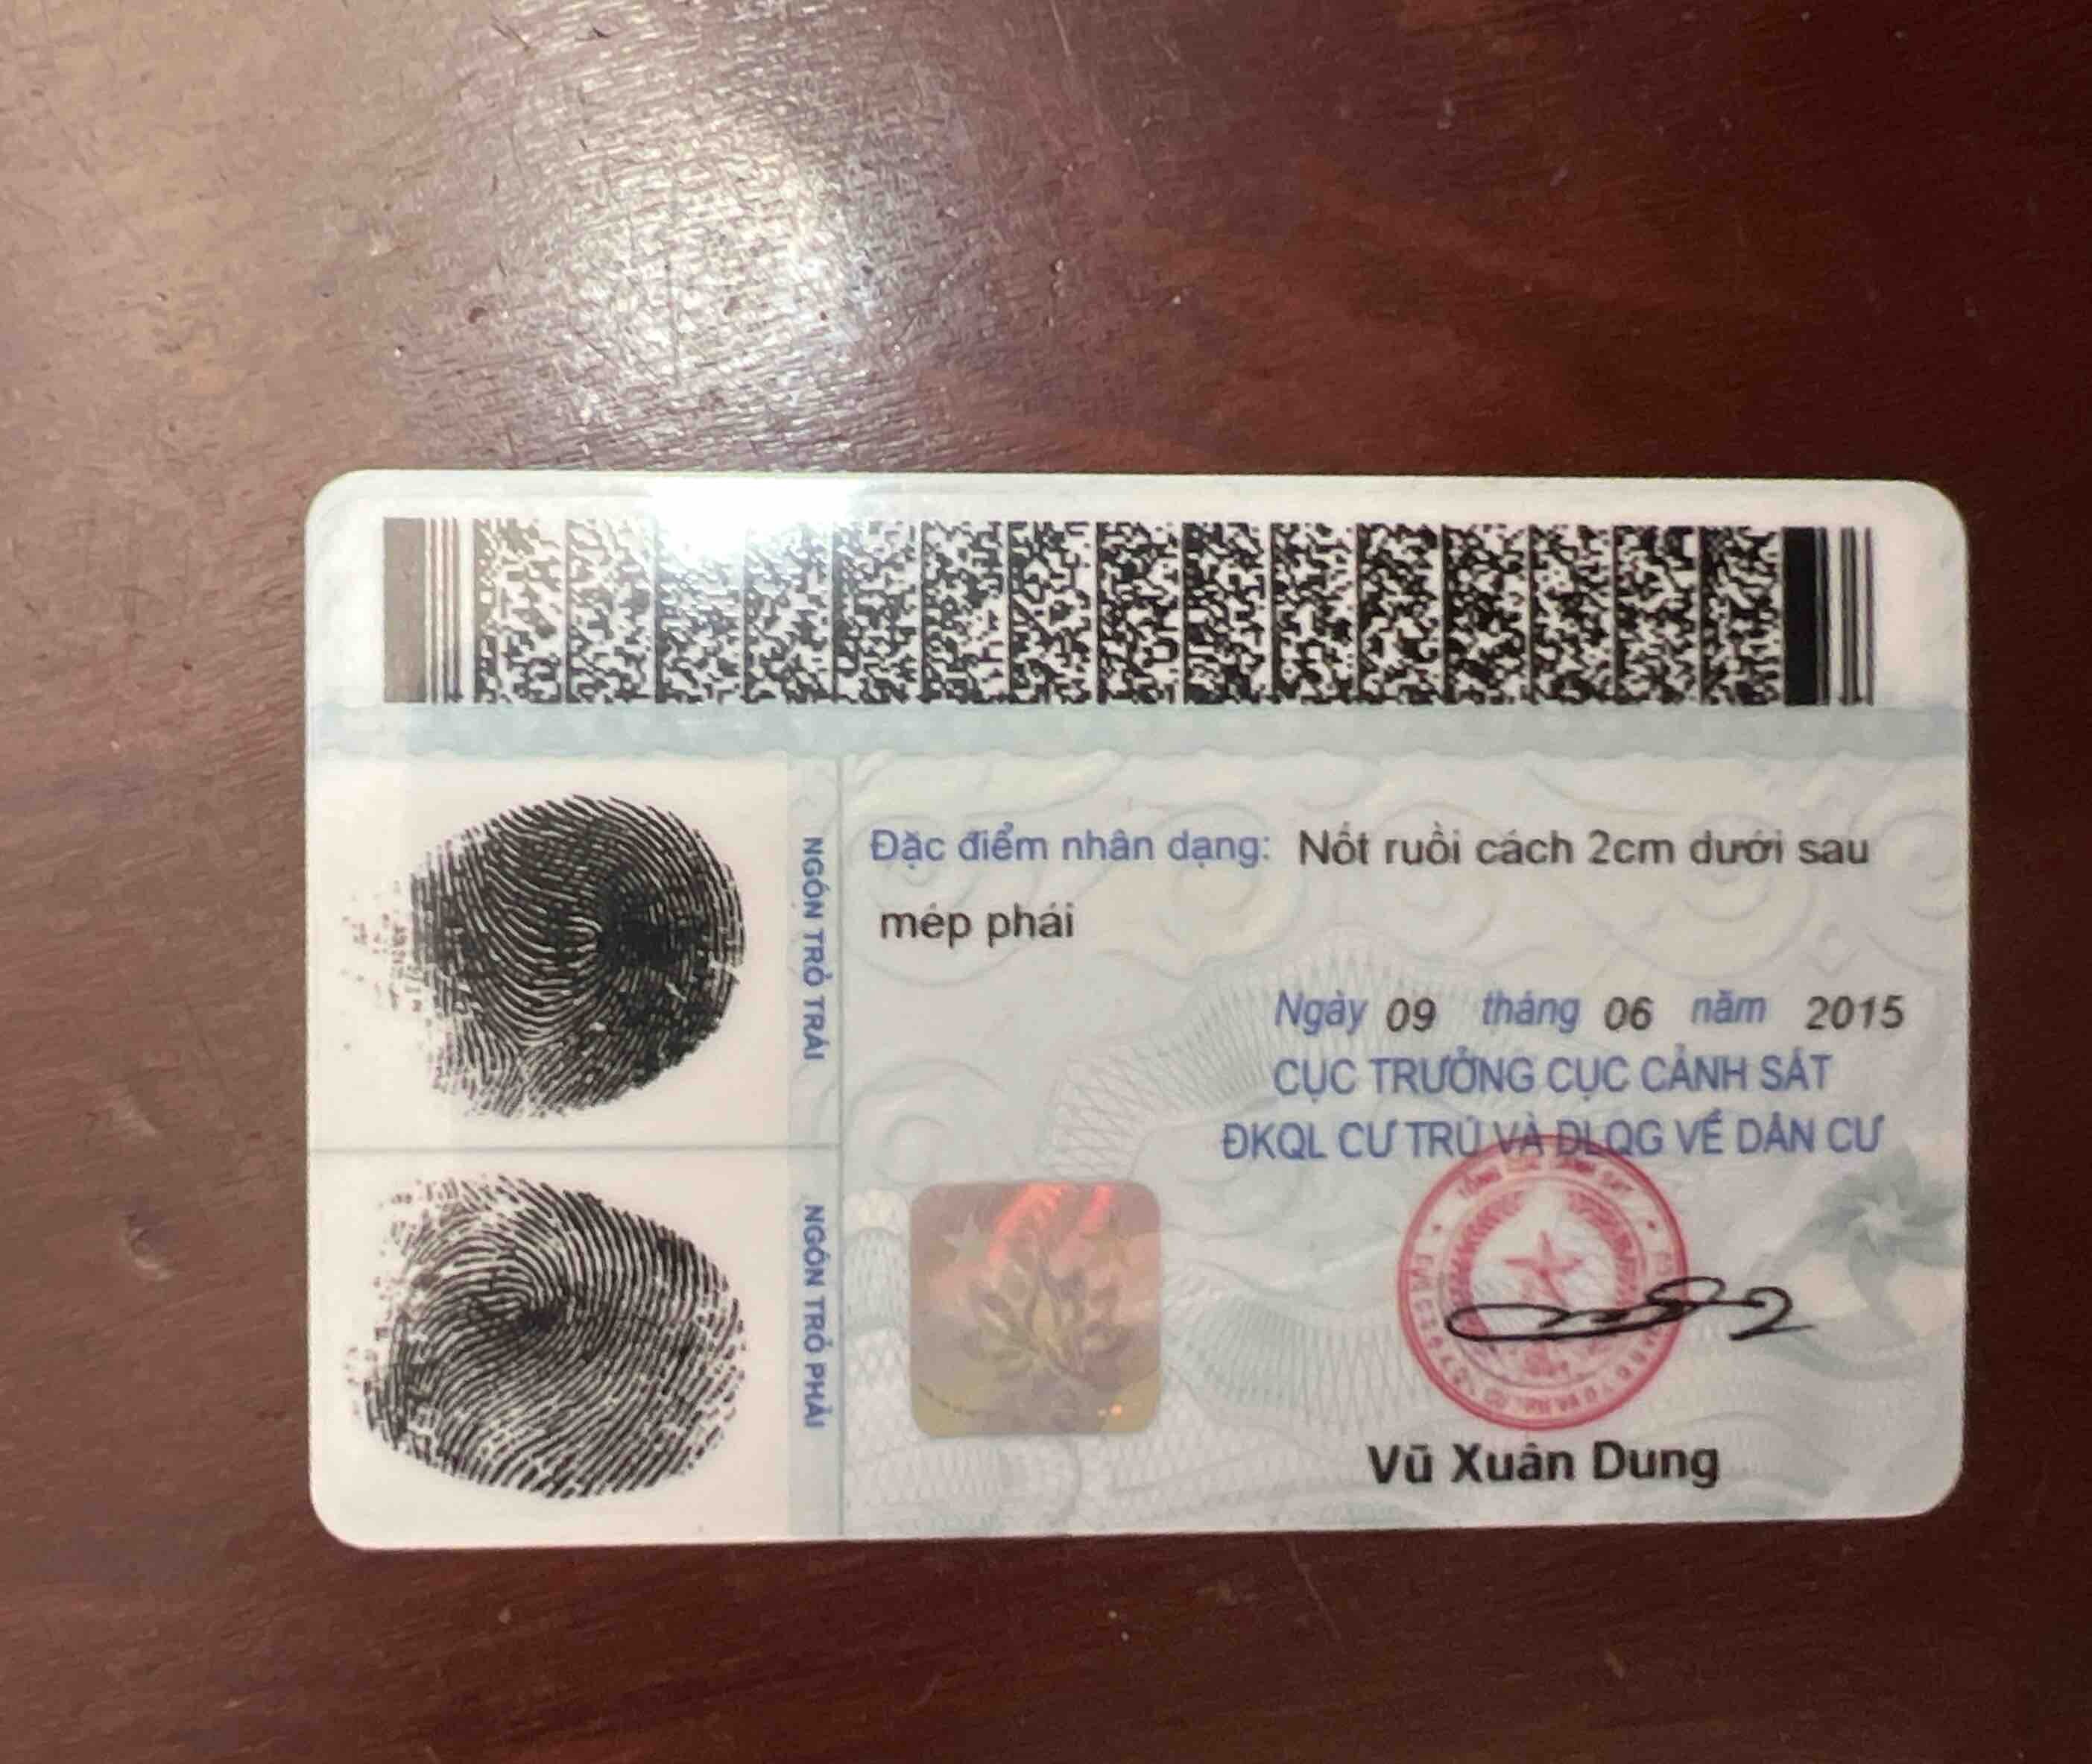 NGÓN TRỎ TRÁI
Đặc điểm nhân dạng: Nốt ruồi cách 2cm dưới sau
mép phải
Ngày 09 tháng 06 năm 2015
CỤC TRƯỞNG CỤC CẢNH SÁT
ĐKQL CƯ TRÚ VÀ DLQG VỀ DÂN CƯ
NGÓN TRỎ PHẢI
Vũ Xuân Dung